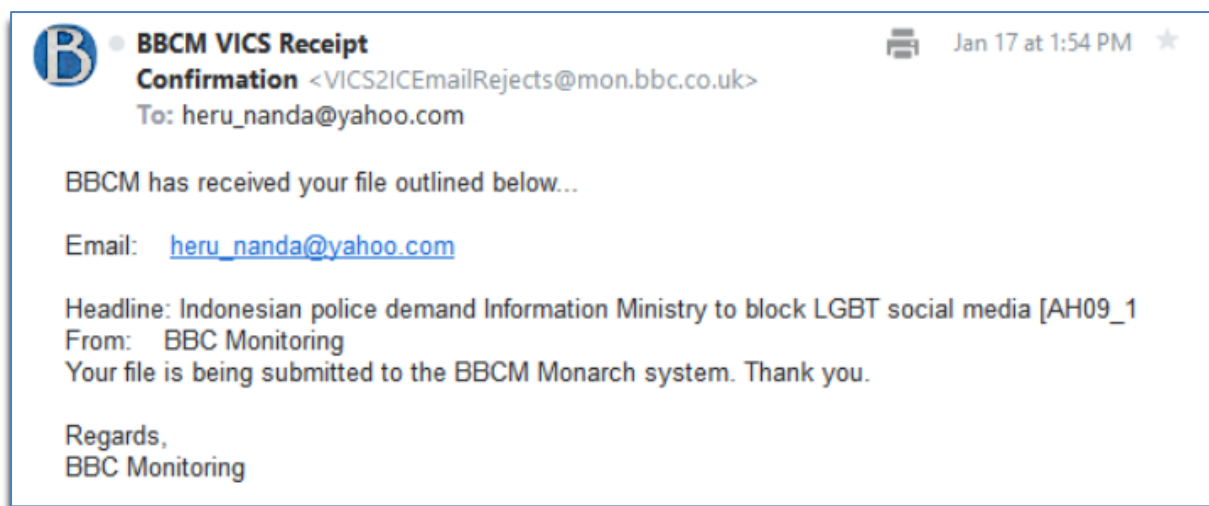 B
BBCM VICS Receipt Jan 17 at 1:54 PM
Confirmation <VICS2ICEmailRejects@mon.bbc.co.uk>
To: heru_nanda@yahoo.com
BBCM has received your file outlined below...
Email: heru_nanda@yahoo.com
Headline: Indonesian police demand Information Ministry to block LGBT social media [AH09_1
From: BBC Monitoring
Your file is being submitted to the BBCM Monarch system. Thank you.
Regards,
BBC Monitoring